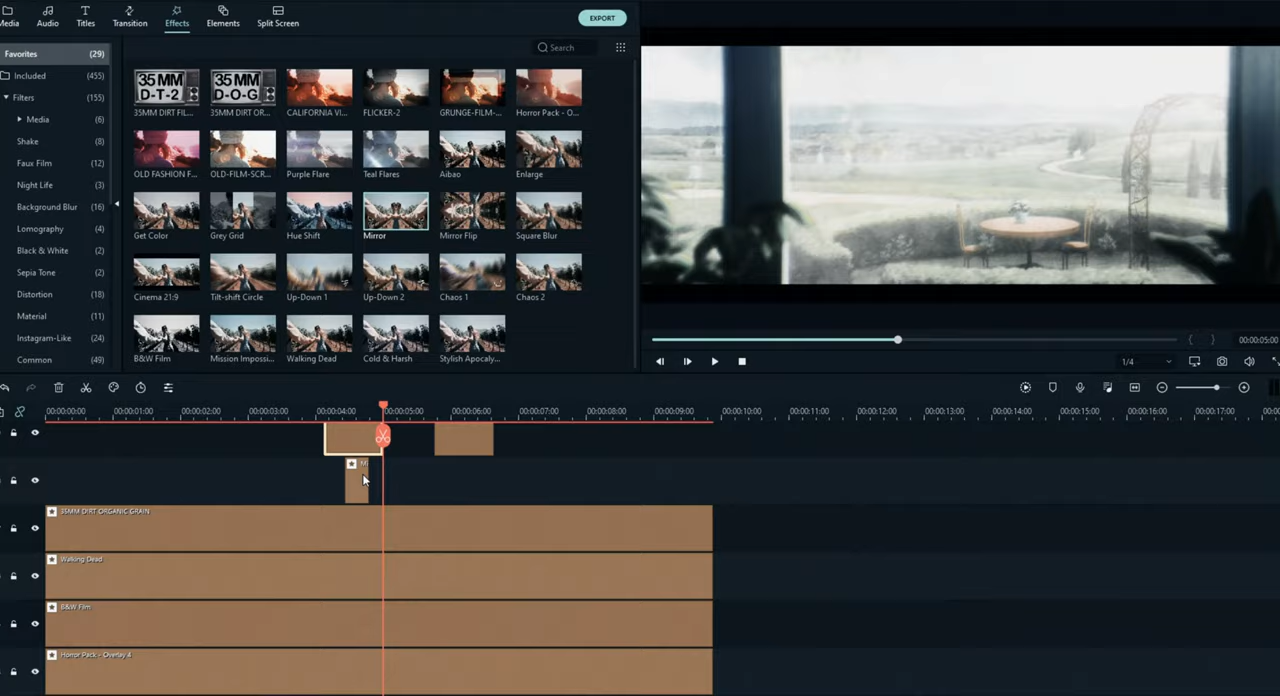 Media Audio Titles Transition Effects Elements Split Screen EXPORT
Favorites (29)
Search
Included (455)
Filters (155)
Media (6)
Shake (8)
Faux Film (12)
Night Life (3)
Background Blur (16)
Lomography (4)
Black & White (2)
Sepia Tone (2)
Distortion (18)
Material (11)
Instagram-Like (24)
Common (49)
35 MM 35 MM
D-T-2 D-O-G
35MM DIRT FIL... 35MM DIRT OR... CALIFORNIA VI... FLICKER-2 GRUNGE-FILM-... Horror Pack - O...
OLD FASHION F... OLD-FILM-SCR... Purple Flare Teal Flares Aibao Enlarge
Get Color Grey Grid Hue Shift Mirror Mirror Flip Square Blur
Cinema 21:9 Tilt-shift Circle Up-Down 1 Up-Down 2 Chaos 1 Chaos 2
B&W Film Mission Impossi... Walking Dead Cold & Harsh Stylish Apocaly...
{ } 00:00:05:00
1/4
00:00:00:00 00:00:01:00 00:00:02:00 00:00:03:00 00:00:04:00 00:00:05:00 00:00:06:00 00:00:07:00 00:00:08:00 00:00:09:00 00:00:10:00 00:00:11:00 00:00:12:00 00:00:13:00 00:00:14:00 00:00:15:00 00:00:16:00 00:00:17:00 00:0
35MM DIRT ORGANIC GRAIN
Walking Dead
B&W Film
Horror Pack - Overlay 4